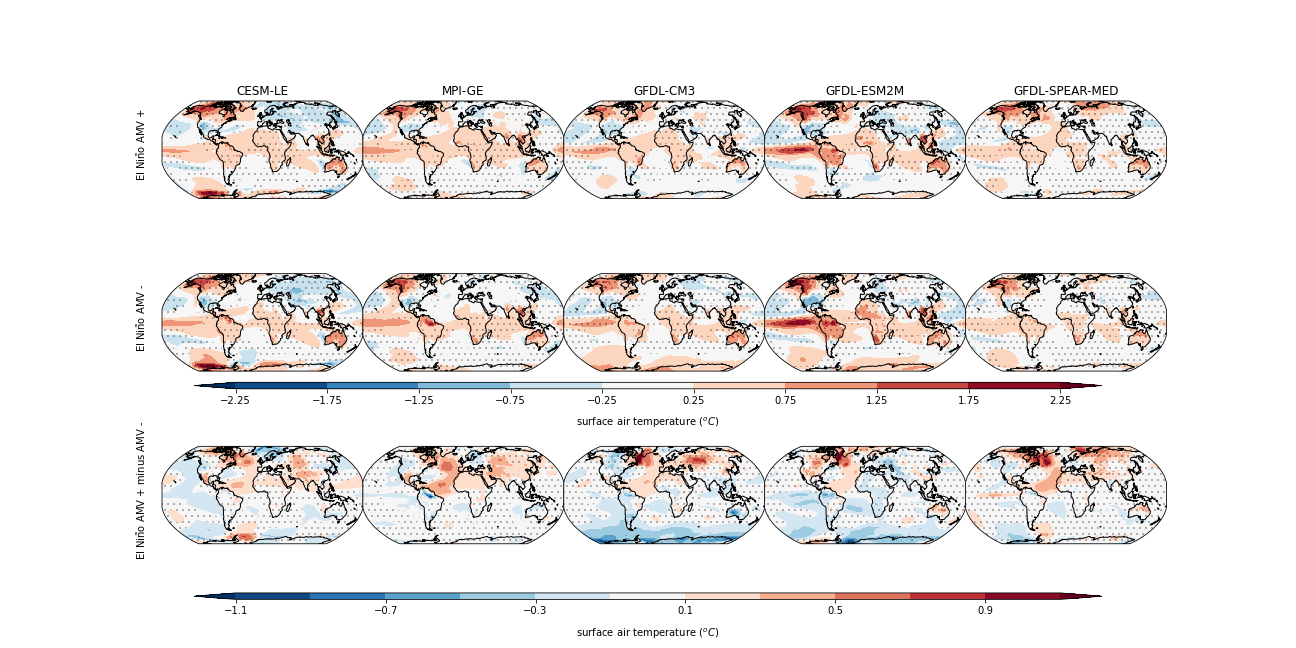 CESM-LE MPI-GE GFDL-CM3 GFDL-ESM2M GFDL-SPEAR-MED
El Niño AMV +
El Niño AMV -
−2.25 −1.75 −1.25 −0.75 −0.25 0.25 0.75 1.25 1.75 2.25
surface air temperature (°C)
El Niño AMV + minus AMV -
−1.1 −0.7 −0.3 0.1 0.5 0.9
surface air temperature (°C)